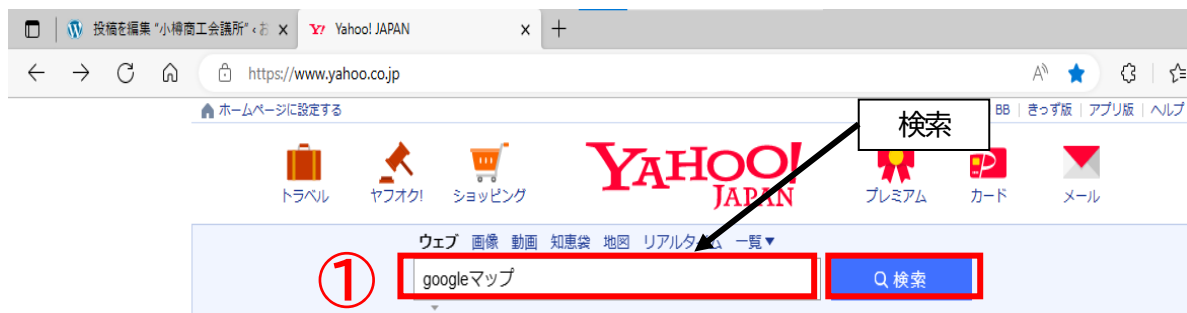 投稿を編集 "小樽商工会議所" ‹ お
Yahoo! JAPAN
https://www.yahoo.co.jp
ホームページに設定する
BB | きっず版 | アプリ版 | ヘルプ
検索
トラベル
ヤフオク!
ショッピング
YAHOO!
JAPAN
プレミアム
カード
メール
ウェブ 画像 動画 知恵袋 地図 リアルタイム 一覧▼
① googleマップ
検索